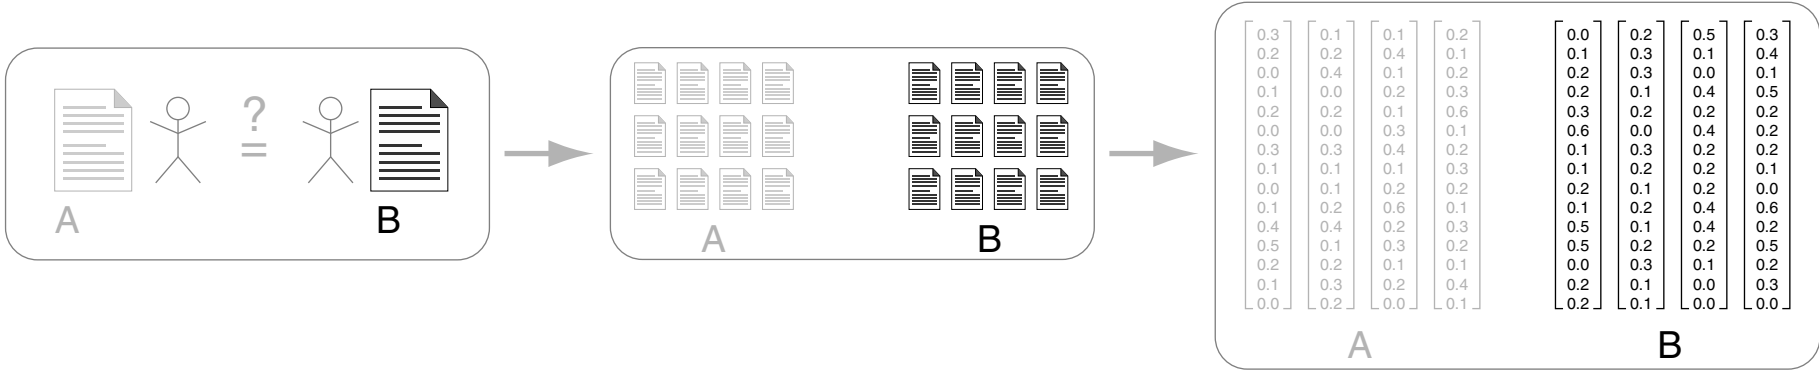 ?
=
A B
A B
0.3 0.1 0.1 0.2 0.0 0.2 0.5 0.3
0.2 0.2 0.4 0.1 0.1 0.3 0.1 0.4
0.0 0.4 0.1 0.2 0.2 0.3 0.0 0.1
0.1 0.0 0.2 0.3 0.2 0.1 0.4 0.5
0.2 0.2 0.1 0.6 0.3 0.2 0.2 0.2
0.0 0.0 0.3 0.1 0.6 0.0 0.4 0.2
0.3 0.3 0.4 0.2 0.1 0.3 0.2 0.2
0.1 0.1 0.1 0.3 0.1 0.2 0.2 0.1
0.0 0.1 0.2 0.2 0.2 0.1 0.2 0.0
0.1 0.2 0.6 0.1 0.1 0.2 0.4 0.6
0.4 0.4 0.2 0.3 0.5 0.1 0.4 0.2
0.5 0.1 0.3 0.2 0.5 0.2 0.2 0.5
0.2 0.2 0.1 0.1 0.0 0.3 0.1 0.2
0.1 0.3 0.2 0.4 0.2 0.1 0.0 0.3
0.0 0.2 0.0 0.1 0.2 0.1 0.0 0.0
A B